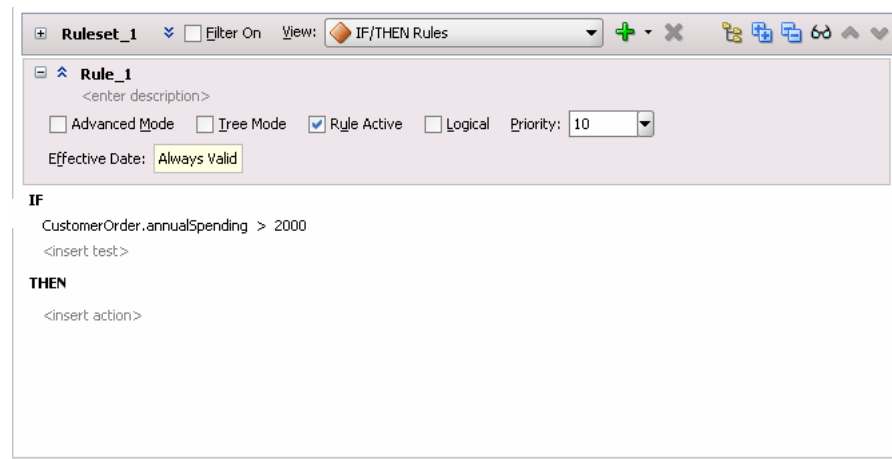 Ruleset_1 Filter On View: IF/THEN Rules
Rule_1
<enter description>
Advanced Mode Tree Mode Rule Active Logical Priority: 10
Effective Date: Always Valid
IF
CustomerOrder.annualSpending > 2000
<insert test>
THEN
<insert action>